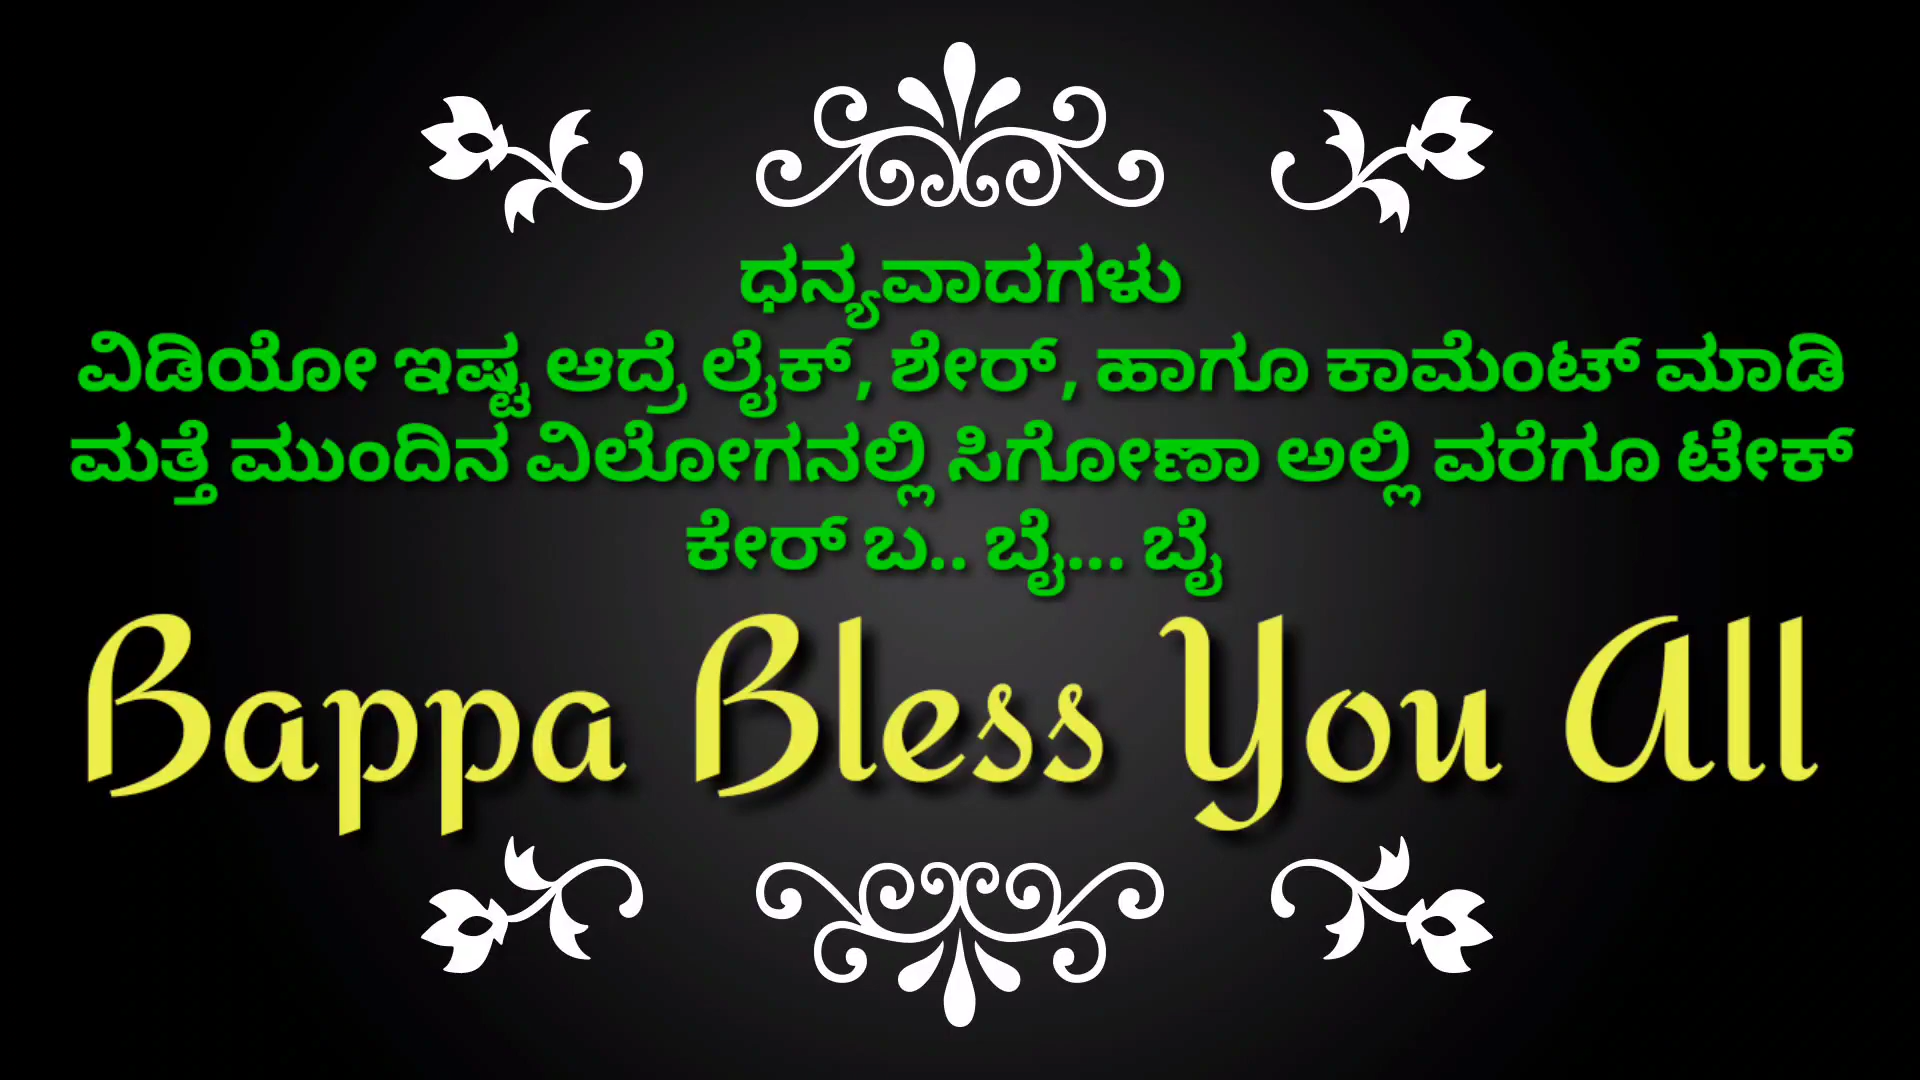 ಧನ್ಯವಾದಗಳು
ವಿಡಿಯೋ ಇಷ್ಟ ಆದ್ರೆ ಲೈಕ್, ಶೇರ್, ಹಾಗೂ ಕಾಮೆಂಟ್ ಮಾಡಿ
ಮತ್ತೆ ಮುಂದಿನ ವಿಲೋಗನಲ್ಲಿ ಸಿಗೋಣಾ ಅಲ್ಲಿ ವರೆಗೂ ಟೇಕ್
ಕೇರ್ ಬ.. ಬೈ... ಬೈ
Bappa Bless You All